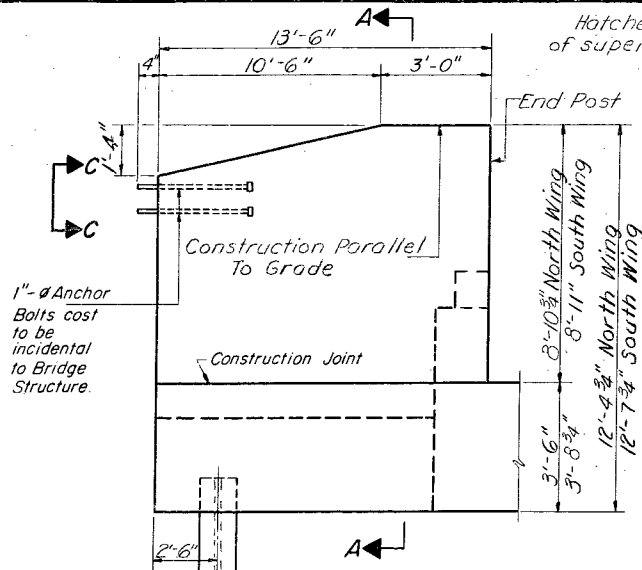 A
Hatche
of super
13'-6"
4"
10'-6"
3'-0"
End Post
1'-4"
C
C
Construction Parallel
To Grade
1"-ø Anchor
Bolts cost
to be
incidental
to Bridge
Structure.
Construction Joint
8'-10¾" North Wing
8'-11" South Wing
12'-4¾" North Wing
12'-7¾" South Wing
3'-6"
3'-8¾"
2'-6"
A